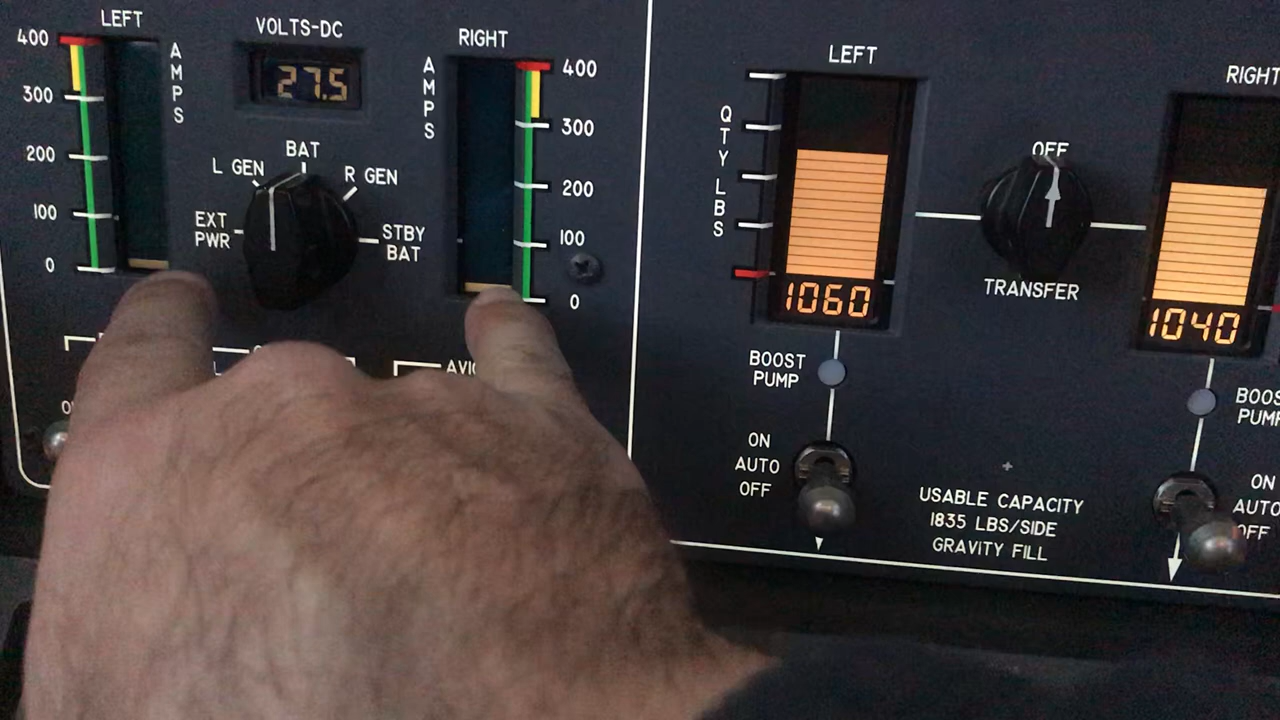 LEFT
400
300
200
100
0
AMPS
VOLTS-DC
27.5
BAT
L GEN
R GEN
EXT
PWR
STBY
BAT
RIGHT
AMPS
400
300
200
100
0
LEFT
QTY LBS
1060
BOOST
PUMP
ON
AUTO
OFF
OFF
TRANSFER
USABLE CAPACITY
1835 LBS/SIDE
GRAVITY FILL
RIGHT
1040
ON
AUTO
OFF